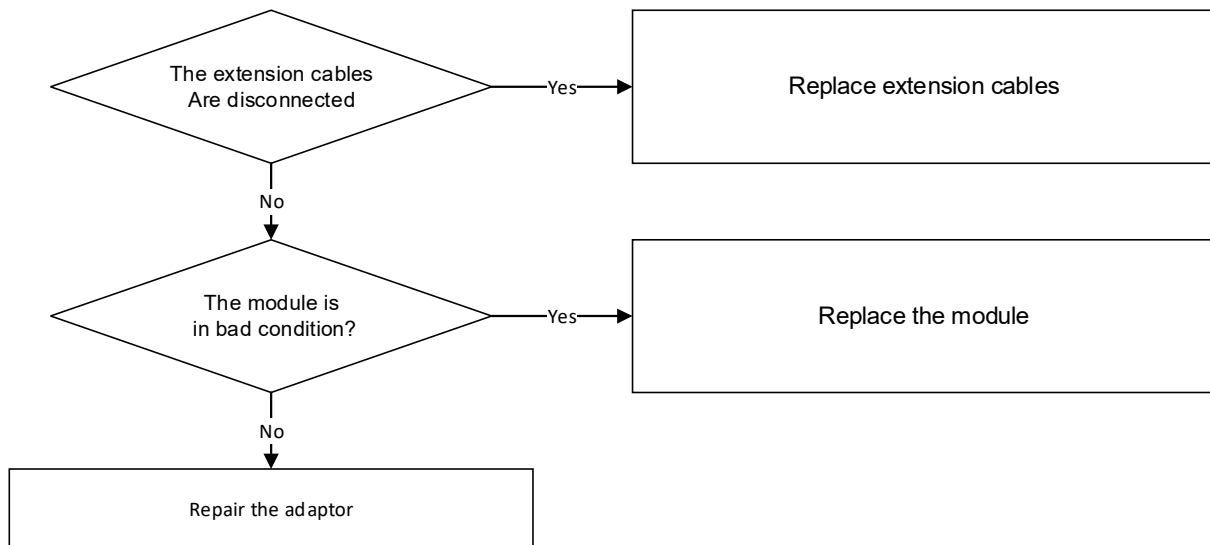 The extension cables
Are disconnected
Yes
Replace extension cables
No
The module is
in bad condition?
Yes
Replace the module
No
Repair the adaptor